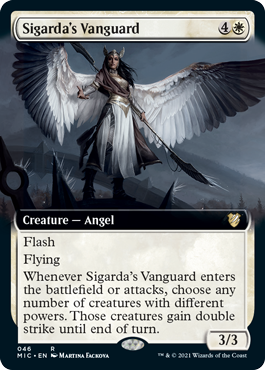 Sigarda's Vanguard 4
Creature — Angel
Flash
Flying
Whenever Sigarda's Vanguard enters
the battlefield or attacks, choose any
number of creatures with different
powers. Those creatures gain double
strike until end of turn.
3/3
046 R
MIC • EN Martina Fačková
™ & © 2021 Wizards of the Coast